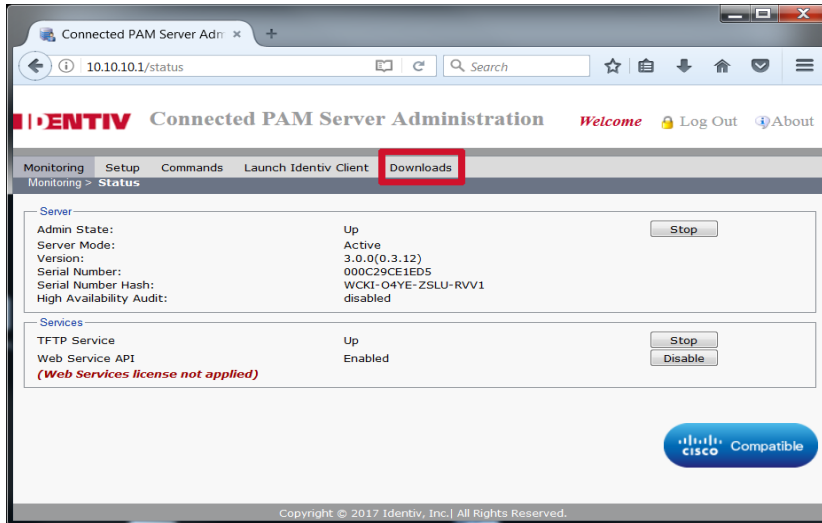 Connected PAM Server Adm × +
10.10.10.1/status Search
IDENTIV Connected PAM Server Administration Welcome Log Out About
Monitoring Setup Commands Launch Identiv Client Downloads
Monitoring > Status
Server
Admin State: Up Stop
Server Mode: Active
Version: 3.0.0(0.3.12)
Serial Number: 000C29CE1ED5
Serial Number Hash: WCKI-O4YE-ZSLU-RVV1
High Availability Audit: disabled
Services
TFTP Service Up Stop
Web Service API Enabled Disable
(Web Services license not applied)
CISCO Compatible
Copyright © 2017 Identiv, Inc.| All Rights Reserved.